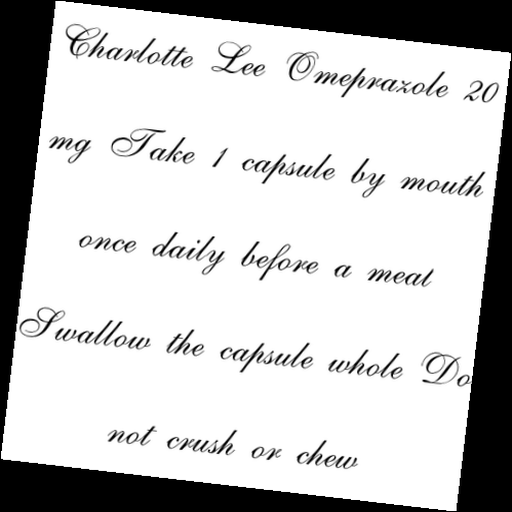 Charlotte Lee Omeprazole 20
mg Take 1 capsule by mouth
once daily before a meal
Swallow the capsule whole Do
not crush or chew